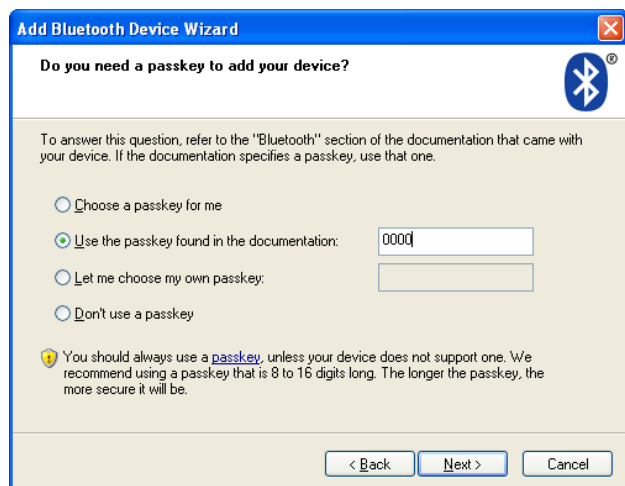 Add Bluetooth Device Wizard
Do you need a passkey to add your device?
®
To answer this question, refer to the "Bluetooth" section of the documentation that came with
your device. If the documentation specifies a passkey, use that one.
Choose a passkey for me
Use the passkey found in the documentation: 0000
Let me choose my own passkey:
Don't use a passkey
You should always use a passkey, unless your device does not support one. We
recommend using a passkey that is 8 to 16 digits long. The longer the passkey, the
more secure it will be.
< Back Next > Cancel